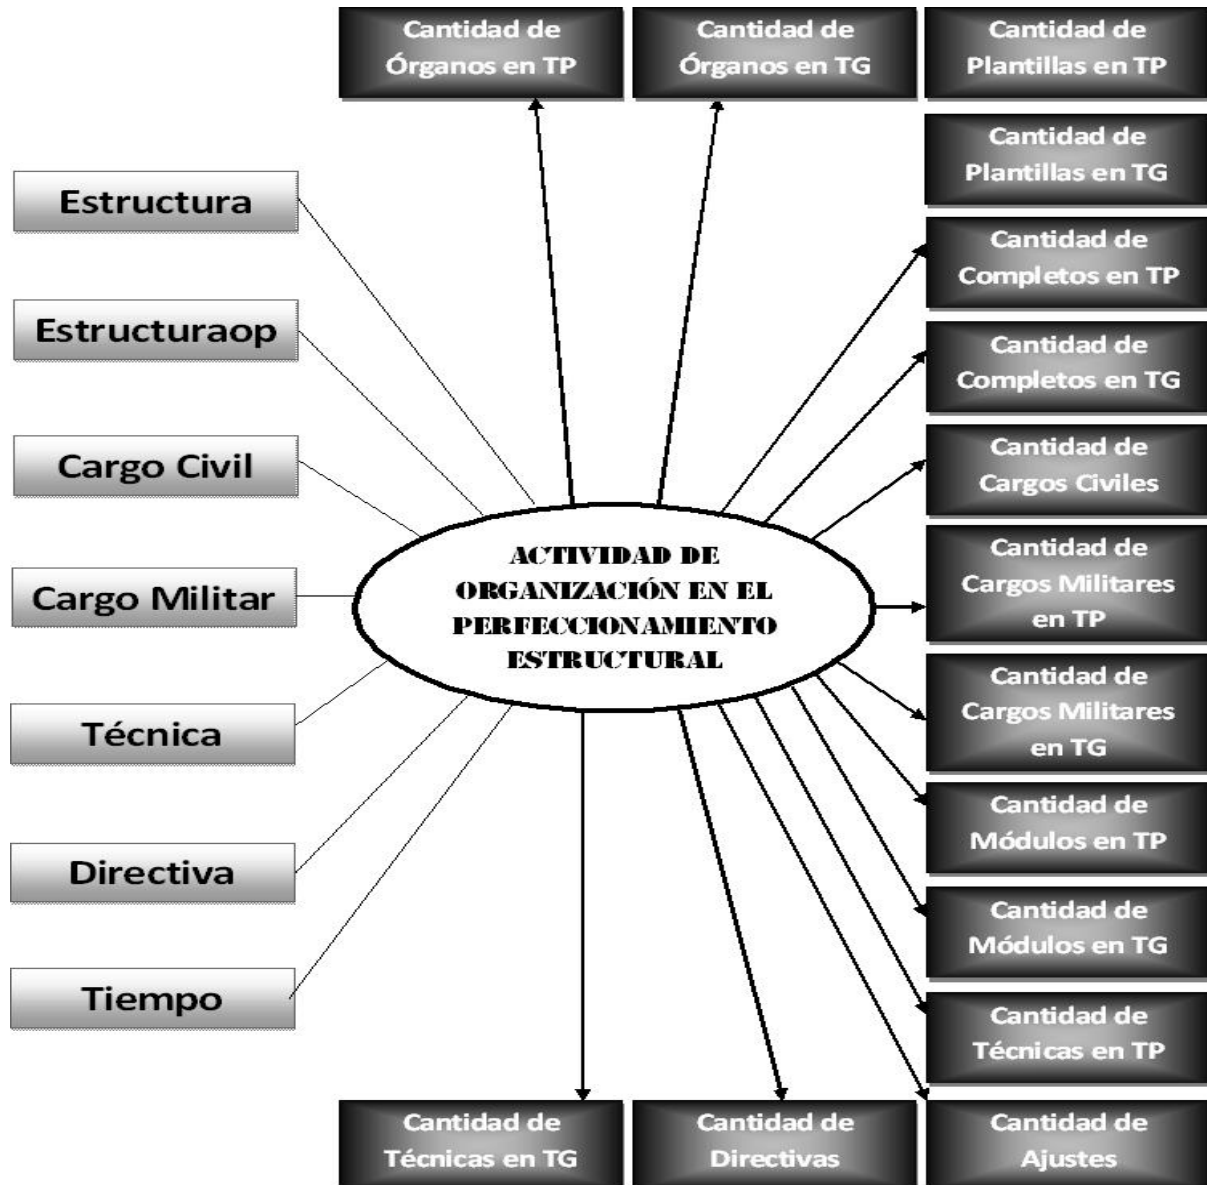 Cantidad de
Órganos en TP
Cantidad de
Órganos en TG
Cantidad de
Plantillas en TP
Cantidad de
Plantillas en TG
Estructura
Cantidad de
Completos en TP
Estructuraop
Cantidad de
Completos en TG
Cargo Civil
Cantidad de
Cargos Civiles
ACTIVIDAD DE
ORGANIZACIÓN EN EL
PERFECCIONAMIENTO
ESTRUCTURAL
Cargo Militar
Cantidad de
Cargos Militares
en TP
Cantidad de
Cargos Militares
en TG
Técnica
Cantidad de
Módulos en TP
Directiva
Cantidad de
Módulos en TG
Tiempo
Cantidad de
Técnicas en TP
Cantidad de
Técnicas en TG
Cantidad de
Directivas
Cantidad de
Ajustes